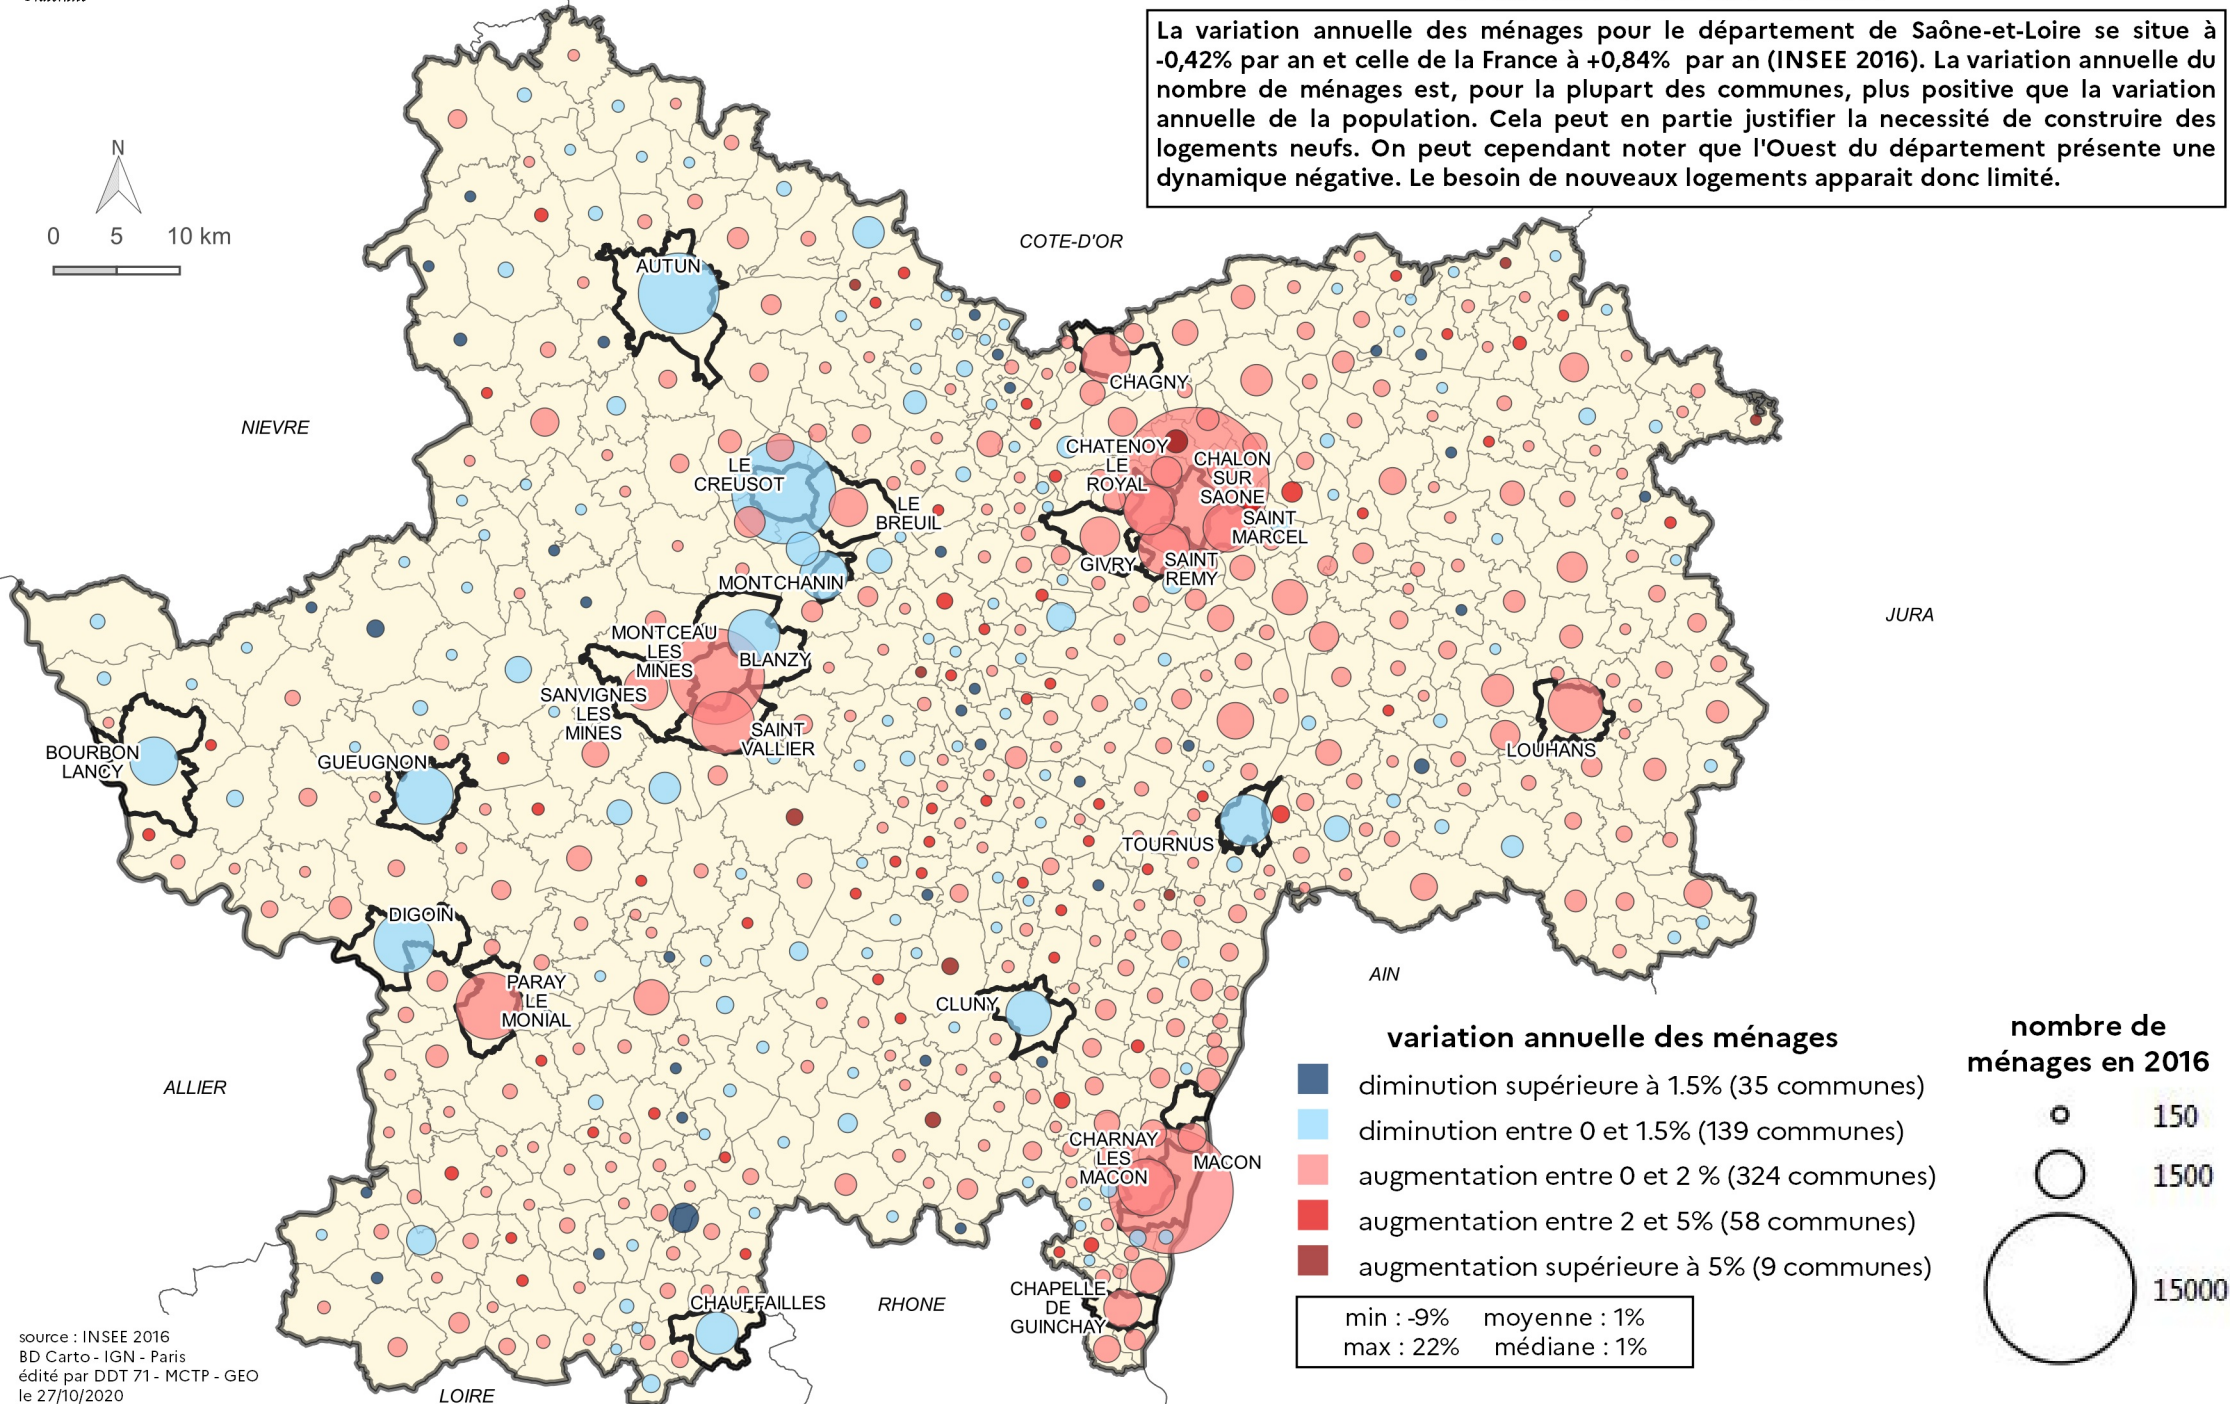 La variation annuelle des ménages pour le département de Saône-et-Loire se situe à
-0,42% par an et celle de la France à +0,84% par an (INSEE 2016). La variation annuelle du
nombre de ménages est, pour la plupart des communes, plus positive que la variation
annuelle de la population. Cela peut en partie justifier la necessité de construire des
logements neufs. On peut cependant noter que l'Ouest du département présente une
dynamique négative. Le besoin de nouveaux logements apparait donc limité.
N
0 5 10 km
COTE-D'OR
AUTUN
CHAGNY
NIEVRE
LE
CREUSOT
LE
BREUIL
CHATENOY
LE
ROYAL
CHALON
SUR
SAONE
SAINT
MARCEL
GIVRY
SAINT
REMY
MONTCHANIN
JURA
MONTCEAU
LES
MINES
BLANZY
SANVIGNES
LES
MINES
SAINT
VALLIER
BOURBON
LANCY
GUEUGNON
LOUHANS
TOURNUS
DIGOIN
PARAY
LE
MONIAL
CLUNY
AIN
ALLIER
CHARNAY
LES
MACON
MACON
CHAPELLE
DE
GUINCHAY
CHAUFFAILLES
RHONE
LOIRE
variation annuelle des ménages
diminution supérieure à 1.5% (35 communes)
diminution entre 0 et 1.5% (139 communes)
augmentation entre 0 et 2 % (324 communes)
augmentation entre 2 et 5% (58 communes)
augmentation supérieure à 5% (9 communes)
min : -9% moyenne : 1%
max : 22% médiane : 1%
nombre de
ménages en 2016
150
1500
15000
source : INSEE 2016
BD Carto - IGN - Paris
édité par DDT 71 - MCTP - GEO
le 27/10/2020